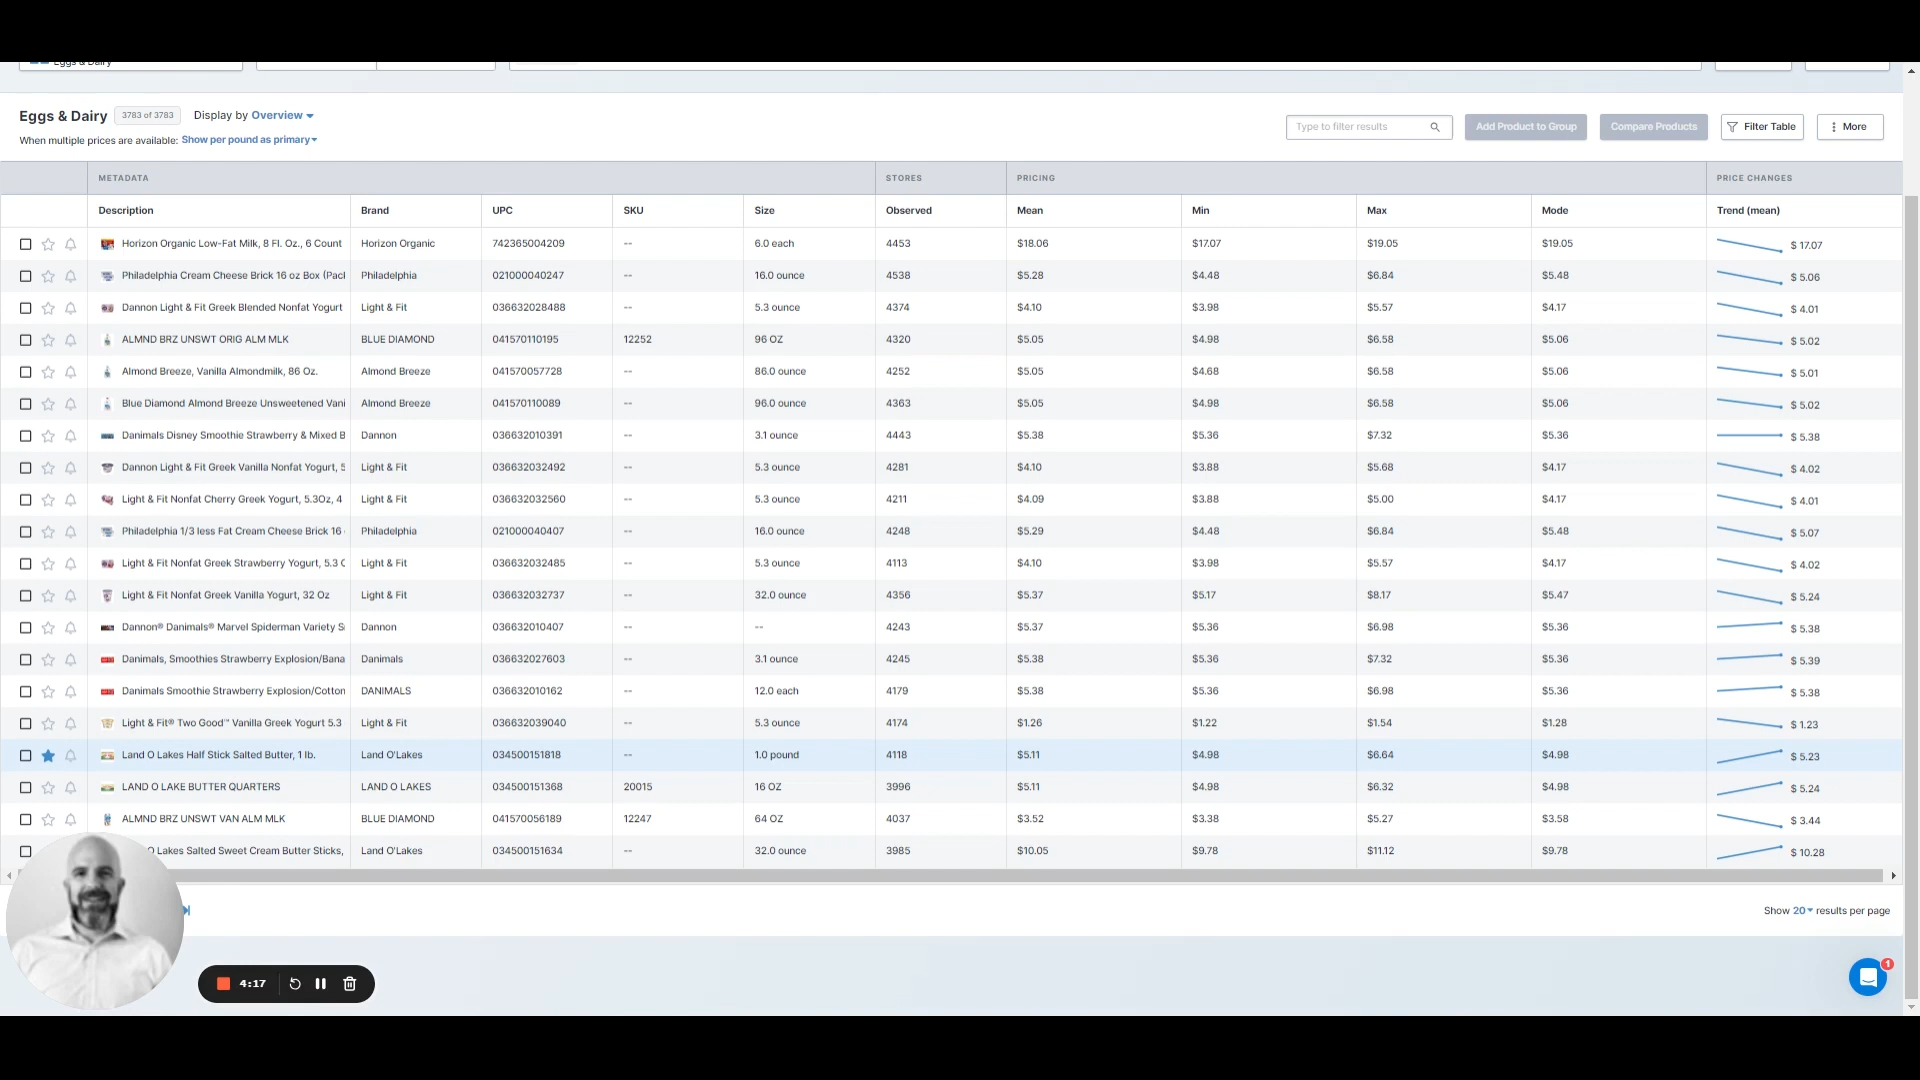 Eggs & Dairy
Eggs & Dairy 3783 of 3783 Display by Overview
When multiple prices are available: Show per pound as primary
Type to filter results Add Product to Group Compare Products Filter Table More
METADATA STORES PRICING PRICE CHANGES
Description Brand UPC SKU Size Observed Mean Min Max Mode Trend (mean)
Horizon Organic Low-Fat Milk, 8 Fl. Oz., 6 Count Horizon Organic 742365004209 -- 6.0 each 4453 $18.06 $17.07 $19.05 $19.05 $ 17.07
Philadelphia Cream Cheese Brick 16 oz Box (Pacl Philadelphia 021000040247 -- 16.0 ounce 4538 $5.28 $4.48 $6.84 $5.48 $ 5.06
Dannon Light & Fit Greek Blended Nonfat Yogurt Light & Fit 036632028488 -- 5.3 ounce 4374 $4.10 $3.98 $5.57 $4.17 $ 4.01
ALMND BRZ UNSWT ORIG ALM MLK BLUE DIAMOND 041570110195 12252 96 OZ 4320 $5.05 $4.98 $6.58 $5.06 $ 5.02
Almond Breeze, Vanilla Almondmilk, 86 Oz. Almond Breeze 041570057728 -- 86.0 ounce 4252 $5.05 $4.68 $6.58 $5.06 $ 5.01
Blue Diamond Almond Breeze Unsweetened Vani Almond Breeze 041570110089 -- 96.0 ounce 4363 $5.05 $4.98 $6.58 $5.06 $ 5.02
Danimals Disney Smoothie Strawberry & Mixed B Dannon 036632010391 -- 3.1 ounce 4443 $5.38 $5.36 $7.32 $5.36 $ 5.38
Dannon Light & Fit Greek Vanilla Nonfat Yogurt, 5 Light & Fit 036632032492 -- 5.3 ounce 4281 $4.10 $3.88 $5.68 $4.17 $ 4.02
Light & Fit Nonfat Cherry Greek Yogurt, 5.3Oz, 4 Light & Fit 036632032560 -- 5.3 ounce 4211 $4.09 $3.88 $5.00 $4.17 $ 4.01
Philadelphia 1/3 less Fat Cream Cheese Brick 16 Philadelphia 021000040407 -- 16.0 ounce 4248 $5.29 $4.48 $6.84 $5.48 $ 5.07
Light & Fit Nonfat Greek Strawberry Yogurt, 5.3 O Light & Fit 036632032485 -- 5.3 ounce 4113 $4.10 $3.98 $5.57 $4.17 $ 4.02
Light & Fit Nonfat Greek Vanilla Yogurt, 32 Oz Light & Fit 036632032737 -- 32.0 ounce 4356 $5.37 $5.17 $8.17 $5.47 $ 5.24
Dannon® Danimals® Marvel Spiderman Variety S Dannon 036632010407 -- -- 4243 $5.37 $5.36 $6.98 $5.36 $ 5.38
Danimals, Smoothies Strawberry Explosion/Bana Danimals 036632027603 -- 3.1 ounce 4245 $5.38 $5.36 $7.32 $5.36 $ 5.39
Danimals Smoothie Strawberry Explosion/Cotton DANIMALS 036632010162 -- 12.0 each 4179 $5.38 $5.36 $6.98 $5.36 $ 5.38
Light & Fit® Two Good™ Vanilla Greek Yogurt 5.3 Light & Fit 036632039040 -- 5.3 ounce 4174 $1.26 $1.22 $1.54 $1.28 $ 1.23
Land O Lakes Half Stick Salted Butter, 1 lb. Land O'Lakes 034500151818 -- 1.0 pound 4118 $5.11 $4.98 $6.64 $4.98 $ 5.23
LAND O LAKE BUTTER QUARTERS LAND O LAKES 034500151368 20015 16 OZ 3996 $5.11 $4.98 $6.32 $4.98 $ 5.24
ALMND BRZ UNSWT VAN ALM MLK BLUE DIAMOND 041570056189 12247 64 OZ 4037 $3.52 $3.38 $5.27 $3.58 $ 3.44
O Lakes Salted Sweet Cream Butter Sticks, Land O'Lakes 034500151634 -- 32.0 ounce 3985 $10.05 $9.78 $11.12 $9.78 $ 10.28
Show 20 results per page
4:17
1